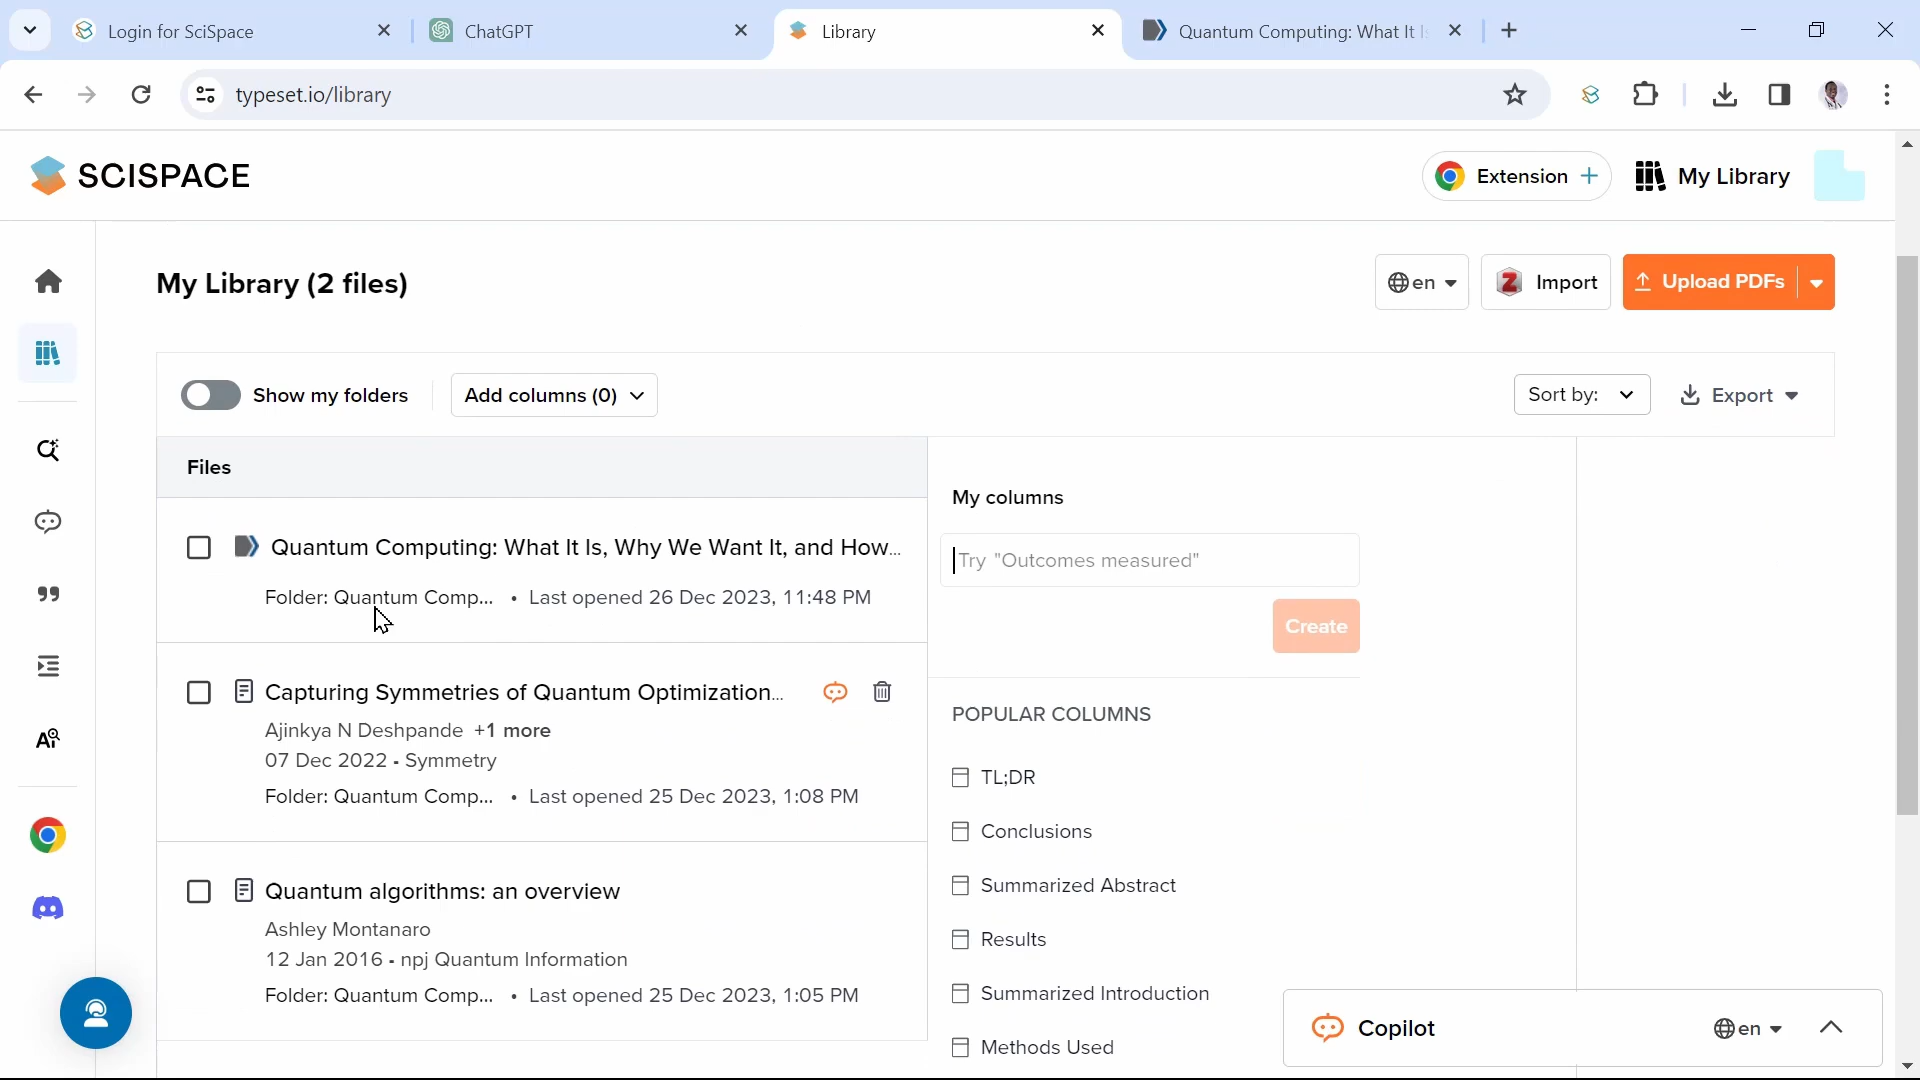 Login for SciSpace
ChatGPT
Library
Quantum Computing: What It I
typeset.io/library
SCISPACE
Extension +
My Library
My Library (2 files)
en
Z Import
Upload PDFs
Show my folders
Add columns (0)
Sort by:
Export
Files
My columns
Quantum Computing: What It Is, Why We Want It, and How...
Folder: Quantum Comp... • Last opened 26 Dec 2023, 11:48 PM
Try "Outcomes measured"
Create
Capturing Symmetries of Quantum Optimization...
Ajinkya N Deshpande +1 more
07 Dec 2022 - Symmetry
Folder: Quantum Comp... • Last opened 25 Dec 2023, 1:08 PM
POPULAR COLUMNS
TL;DR
Conclusions
Summarized Abstract
Results
Summarized Introduction
Methods Used
Quantum algorithms: an overview
Ashley Montanaro
12 Jan 2016 - npj Quantum Information
Folder: Quantum Comp... • Last opened 25 Dec 2023, 1:05 PM
AI
Copilot
en